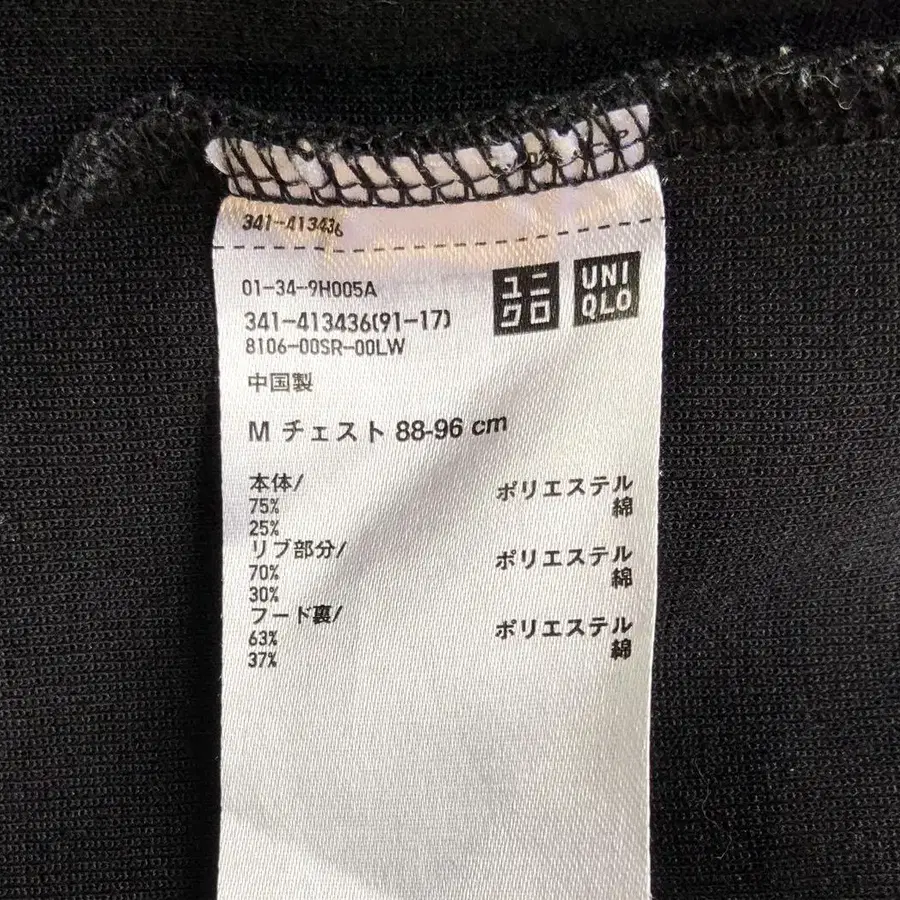 341-413436
01-34-9H005A
ユニクロ
UNIQLO
341-413436(91-17)
8106-00SR-00LW
中国製
M チェスト 88-96 cm
本体/
75% ポリエステル
25% 綿
リブ部分/
70% ポリエステル
30% 綿
フード裏/
63% ポリエステル
37% 綿